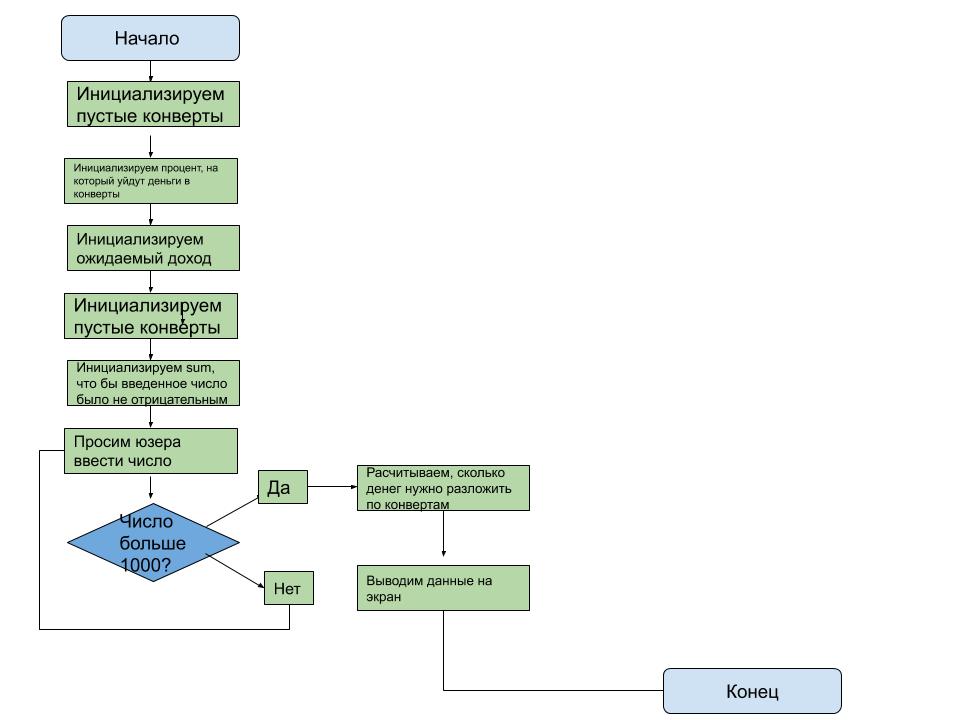 Начало
Инициализируем
пустые конверты
Инициализируем процент, на
который уйдут деньги в
конверты
Инициализируем
ожидаемый доход
Инициализируем
пустые конверты
Инициализируем sum,
что бы введенное число
было не отрицательным
Просим юзера
ввести число
Число
больше
1000?
Да
Нет
Расчитываем, сколько
денег нужно разложить
по конвертам
Выводим данные на
экран
Конец